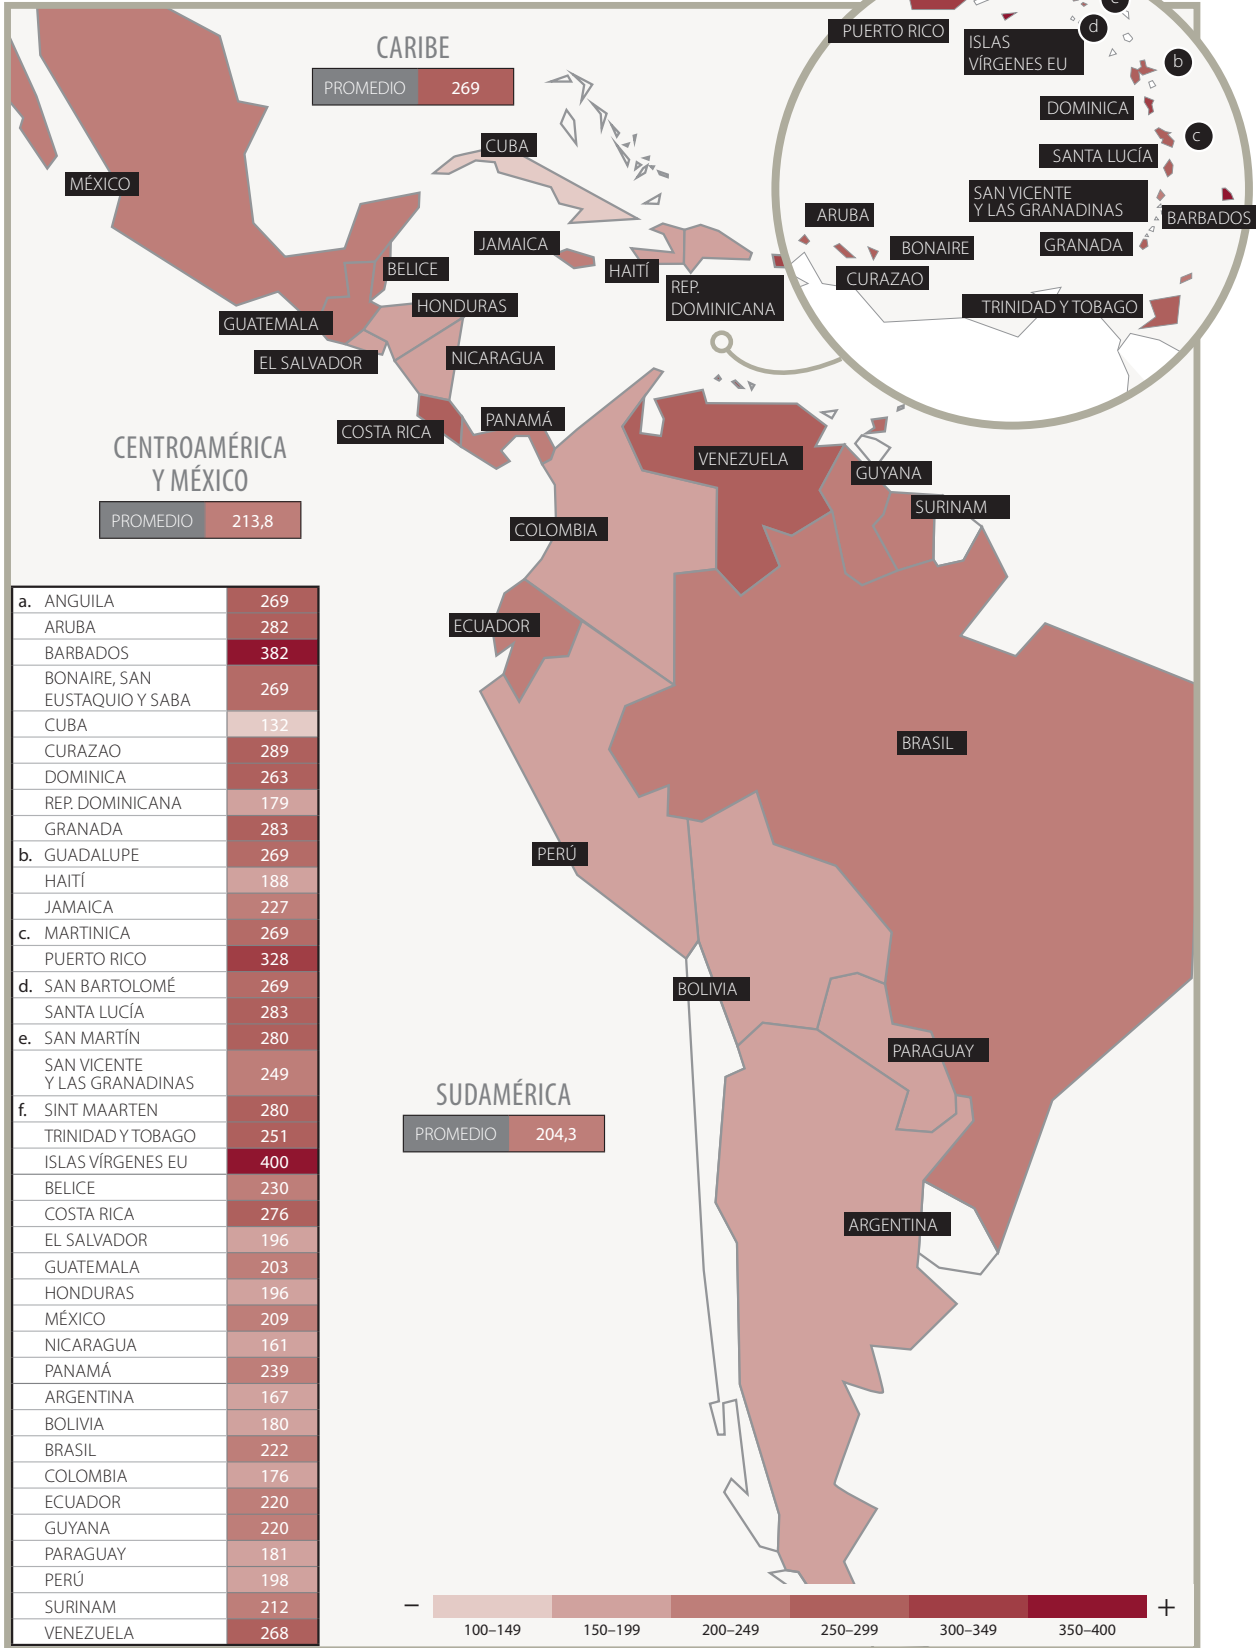 CARIBE
PROMEDIO 269
PUERTO RICO
ISLAS
VÍRGENES EU
e
d
b
DOMINICA
c
SANTA LUCÍA
SAN VICENTE
Y LAS GRANADINAS
BARBADOS
ARUBA
BONAIRE
GRANADA
CURAZAO
TRINIDAD Y TOBAGO
CUBA
MÉXICO
JAMAICA
HAITÍ
REP.
DOMINICANA
BELICE
HONDURAS
GUATEMALA
EL SALVADOR
NICARAGUA
COSTA RICA
PANAMÁ
CENTROAMÉRICA
Y MÉXICO
PROMEDIO 213,8
VENEZUELA
GUYANA
SURINAM
COLOMBIA
ECUADOR
BRASIL
PERÚ
BOLIVIA
PARAGUAY
SUDAMÉRICA
PROMEDIO 204,3
ARGENTINA
a. ANGUILA 269
ARUBA 282
BARBADOS 382
BONAIRE, SAN
EUSTAQUIO Y SABA 269
CUBA 132
CURAZAO 289
DOMINICA 263
REP. DOMINICANA 179
GRANADA 283
b. GUADALUPE 269
HAITÍ 188
JAMAICA 227
c. MARTINICA 269
PUERTO RICO 328
d. SAN BARTOLOMÉ 269
SANTA LUCÍA 283
e. SAN MARTÍN 280
SAN VICENTE
Y LAS GRANADINAS 249
f. SINT MAARTEN 280
TRINIDAD Y TOBAGO 251
ISLAS VÍRGENES EU 400
BELICE 230
COSTA RICA 276
EL SALVADOR 196
GUATEMALA 203
HONDURAS 196
MÉXICO 209
NICARAGUA 161
PANAMÁ 239
ARGENTINA 167
BOLIVIA 180
BRASIL 222
COLOMBIA 176
ECUADOR 220
GUYANA 220
PARAGUAY 181
PERÚ 198
SURINAM 212
VENEZUELA 268
− +
100–149 150–199 200–249 250–299 300–349 350–400